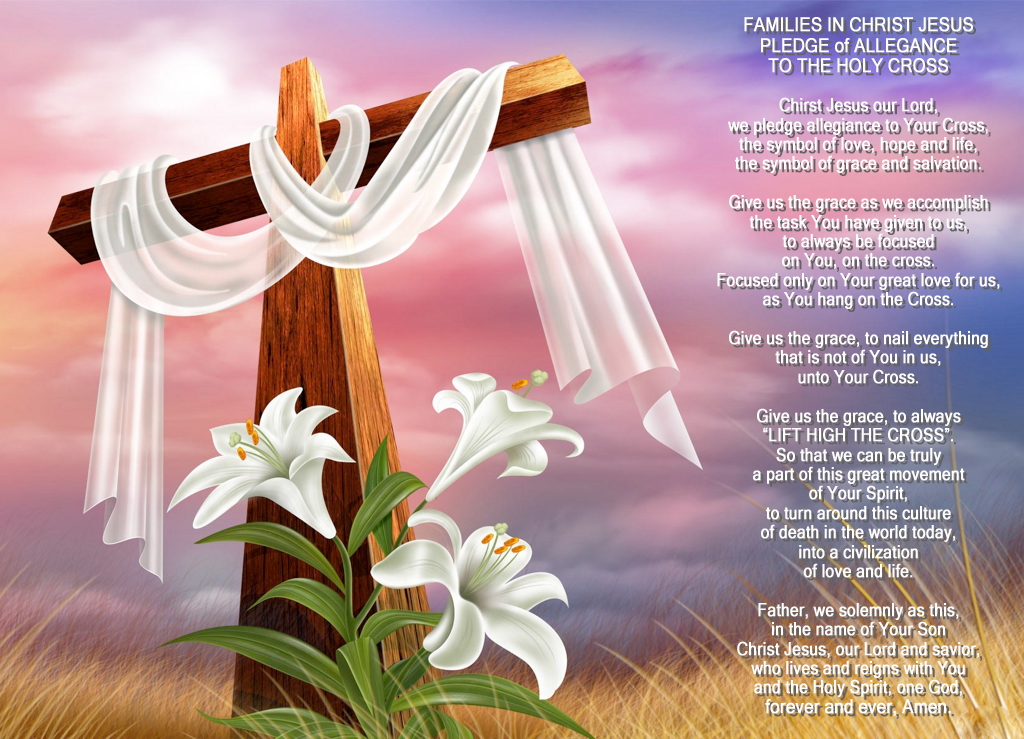 FAMILIES IN CHRIST JESUS
PLEDGE of ALLEGANCE
TO THE HOLY CROSS
Chirst Jesus our Lord,
we pledge allegiance to Your Cross,
the symbol of love, hope and life,
the symbol of grace and salvation.
Give us the grace as we accomplish
the task You have given to us,
to always be focused
on You, on the cross.
Focused only on Your great love for us,
as You hang on the Cross.
Give us the grace, to nail everything
that is not of You in us,
unto Your Cross.
Give us the grace, to always
“LIFT HIGH THE CROSS”.
So that we can be truly
a part of this great movement
of Your Spirit,
to turn around this culture
of death in the world today,
into a civilization
of love and life.
Father, we solemnly as this,
in the name of Your Son
Christ Jesus, our Lord and savior,
who lives and reigns with You
and the Holy Spirit, one God,
forever and ever, Amen.